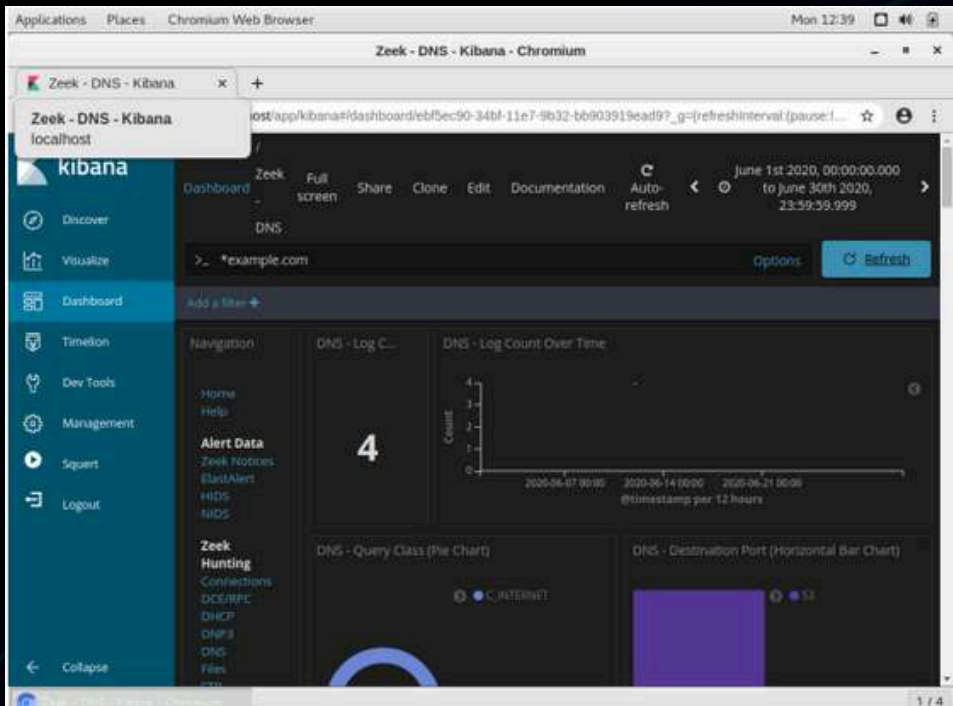 Applications Places Chromium Web Browser Mon 12:39
Zeek - DNS - Kibana - Chromium
Zeek - DNS - Kibana × +
Zeek - DNS - Kibana
localhost
ost/app/kibana#/dashboard/ebf5ec90-34bf-11e7-9b32-bb903919ead9?_g=(refreshInterval:(pause:!...
kibana
Discover
Visualize
Dashboard
Timelion
Dev Tools
Management
Squert
Logout
Collapse
Dashboard
/
Zeek
-
DNS
Full
screen
Share
Clone
Edit
Documentation
Auto-
refresh
June 1st 2020, 00:00:00.000
to June 30th 2020,
23:59:59.999
>_ *example.com
Options
Refresh
Add a filter +
Navigation
Home
Help
Alert Data
Zeek Notices
ElastAlert
HIDS
NIDS
Zeek
Hunting
Connections
DCE/RPC
DHCP
DNP3
DNS
Files
DNS - Log C...
4
DNS - Log Count Over Time
Count
4
3
2
1
0
2020-06-07 00:00 2020-06-14 00:00 2020-06-21 00:00
@timestamp per 12 hours
DNS - Query Class (Pie Chart)
C_INTERNET
DNS - Destination Port (Horizontal Bar Chart)
53
1 / 4